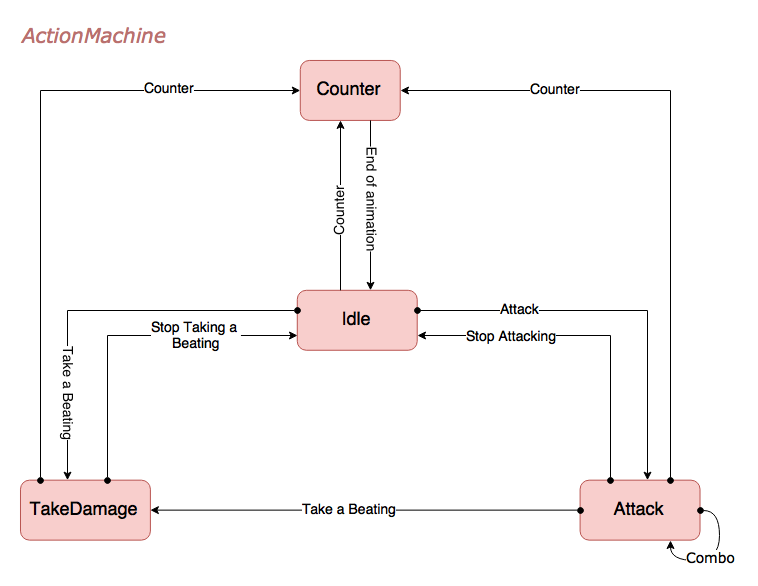 ActionMachine
Counter
Counter
Counter
Counter
End of animation
Idle
Attack
Stop Taking a
Beating
Stop Attacking
Take a Beating
TakeDamage
Take a Beating
Attack
Combo